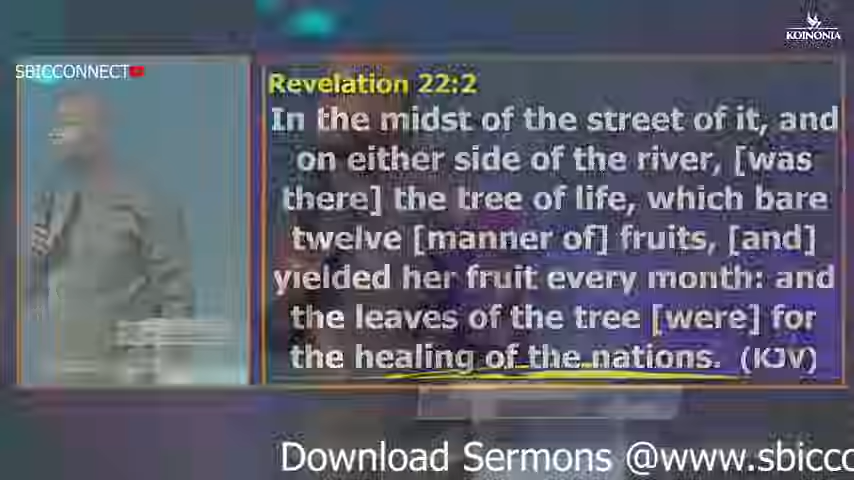 KOINONIA
SBICCONNECT
Revelation 22:2
In the midst of the street of it, and
on either side of the river, [was
there] the tree of life, which bare
twelve [manner of] fruits, [and]
yielded her fruit every month: and
the leaves of the tree [were] for
the healing of the nations. (KJV)
Download Sermons @www.sbicc